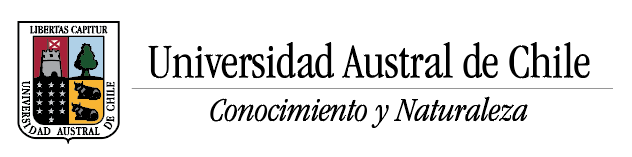 LIBERTAS CAPITUR
UNIVERSIDAD AUSTRAL DE CHILE
Universidad Austral de Chile
Conocimiento y Naturaleza